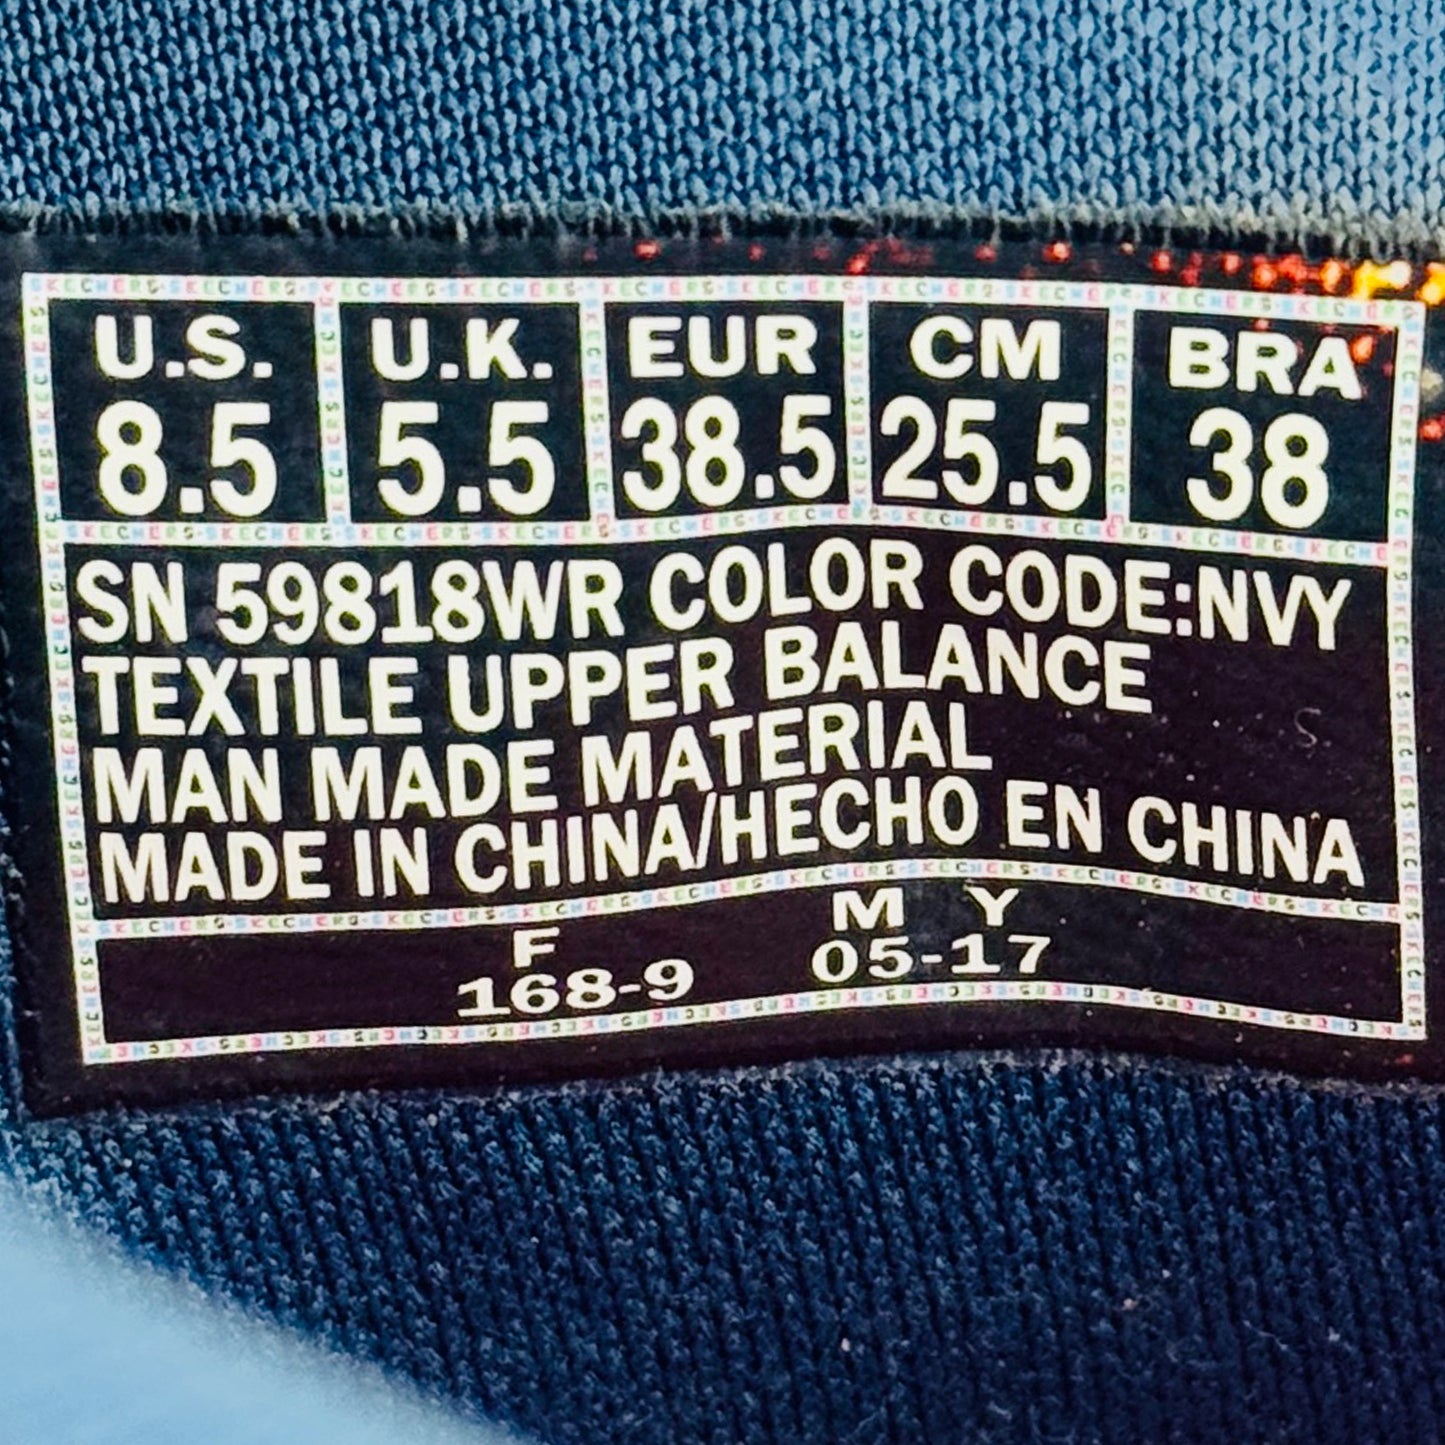 U.S. U.K. EUR CM BRA
8.5 5.5 38.5 25.5 38
SN 59818WR COLOR CODE:NVY
TEXTILE UPPER BALANCE
MAN MADE MATERIAL
MADE IN CHINA/HECHO EN CHINA
F M Y
168-9 05-17